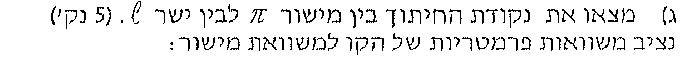 ג) מצאו את נקודת החיתוך בין מישור π לבין ישר ℓ. (5 נק')
נציב משוואות פרמטריות של הקו למשוואת מישור: